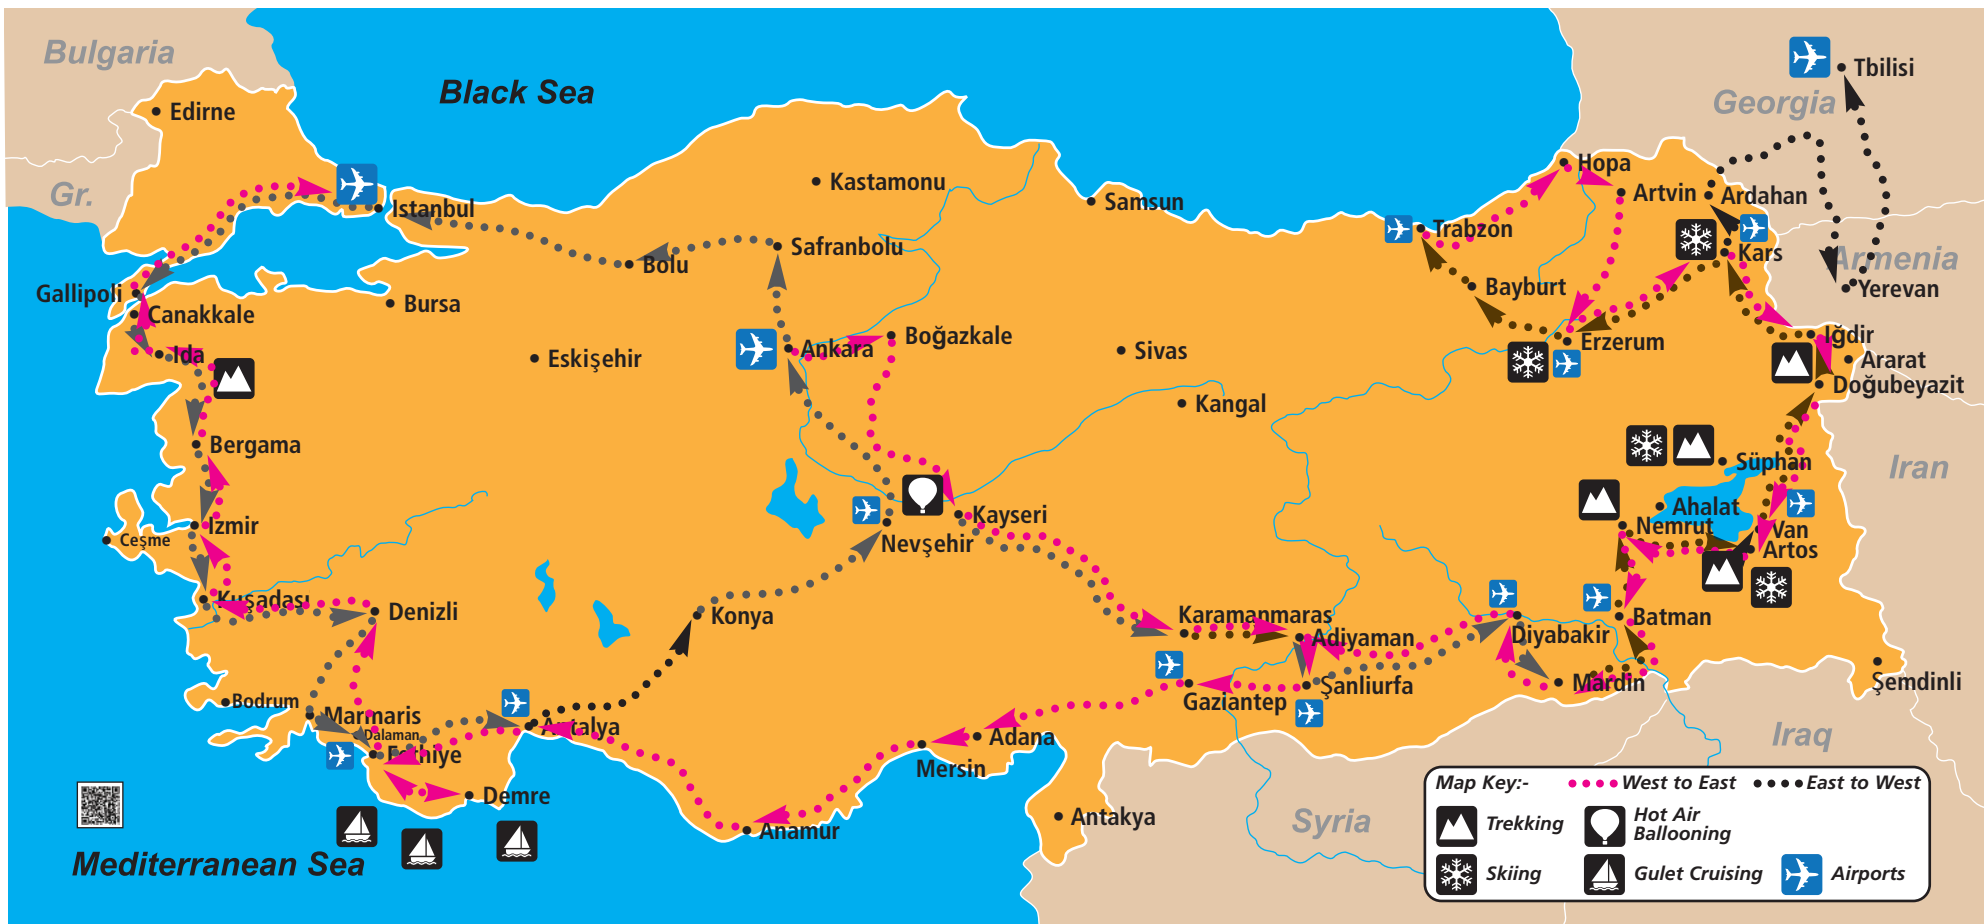 Bulgaria
Edirne
Gr.
Black Sea
Georgia
Tbilisi
Armenia
Yerevan
Iran
Iraq
Syria
Mediterranean Sea
Istanbul
Kastamonu
Samsun
Safranbolu
Bolu
Gallipoli
Canakkale
Ida
Bursa
Eskişehir
Ankara
Boğazkale
Sivas
Kangal
Trabzon
Hopa
Artvin
Ardahan
Kars
Bayburt
Erzerum
Iğdir
Ararat
Doğubeyazit
Süphan
Ahalat
Nemrut
Van
Artos
Bergama
Izmir
Ceşme
Kuşadası
Denizli
Konya
Nevşehir
Kayseri
Karamanmaras
Adiyaman
Diyabakir
Batman
Mardin
Şanliurfa
Gaziantep
Şemdinli
Bodrum
Marmaris
Dalaman
Fethiye
Antalya
Demre
Anamur
Mersin
Adana
Antakya
Map Key:-
West to East
East to West
Trekking
Hot Air
Ballooning
Skiing
Gulet Cruising
Airports